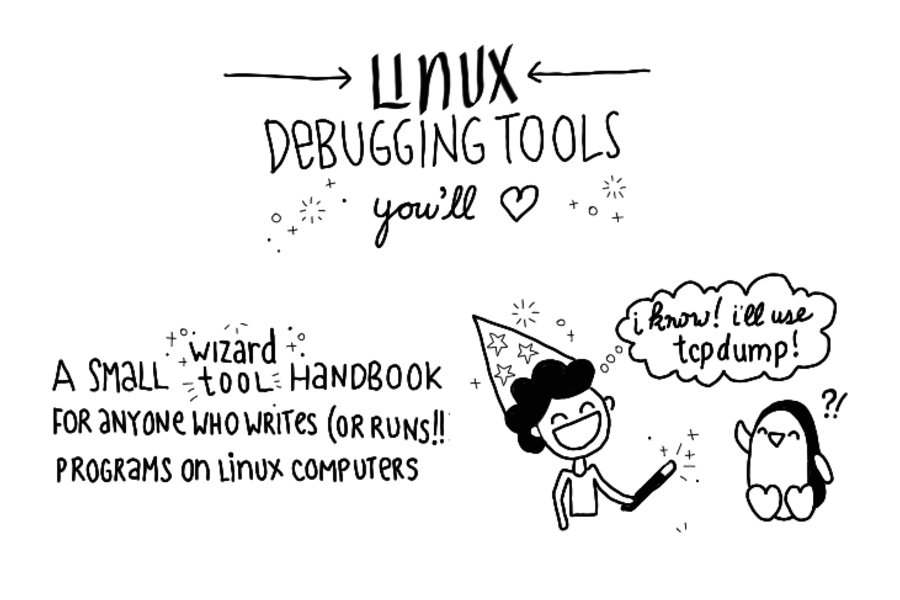 LINUX
DEBUGGING TOOLS
you'll ♡
i know! i'll use
tcpdump!
wizard
A SMALL tOOL HANDBOOK
FOR ANYONE WHO WRITES (OR RUNS!!
PROGRAMS ON LINUX COMPUTERS
?!